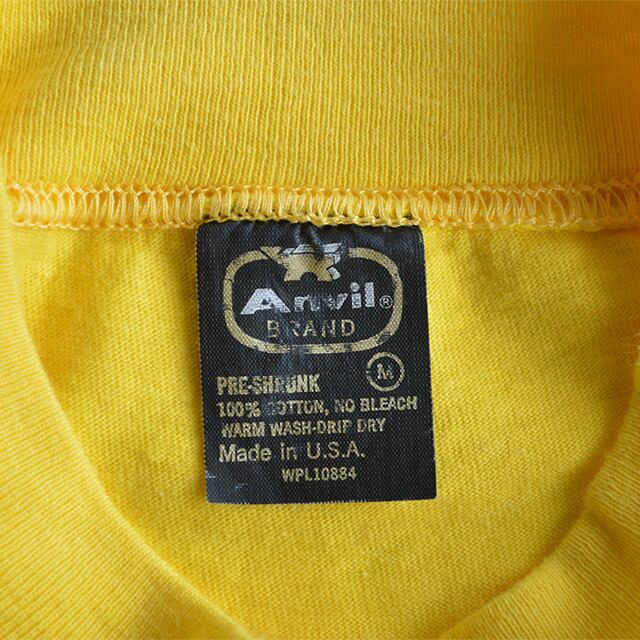 Anvil®
BRAND
M
PRE-SHRUNK
100% COTTON, NO BLEACH
WARM WASH-DRIP DRY
Made in U.S.A.
WPL10884